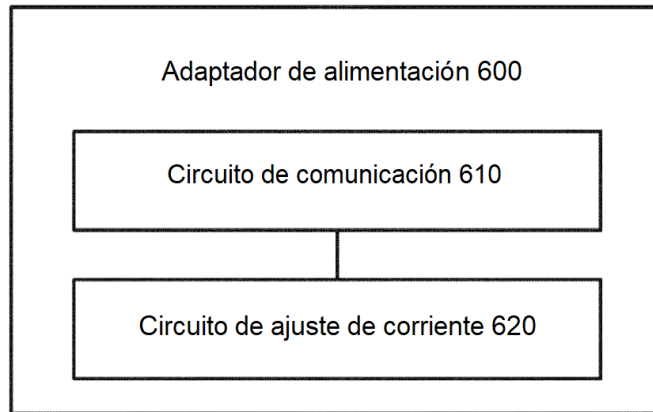 Adaptador de alimentación 600
Circuito de comunicación 610
Circuito de ajuste de corriente 620